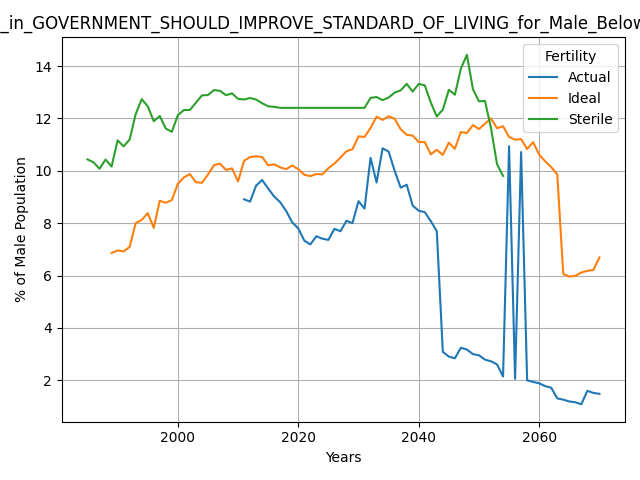 _in_GOVERNMENT_SHOULD_IMPROVE_STANDARD_OF_LIVING_for_Male_Below
Fertility
Actual
Ideal
Sterile
% of Male Population
14
12
10
8
6
4
2
2000 2020 2040 2060
Years